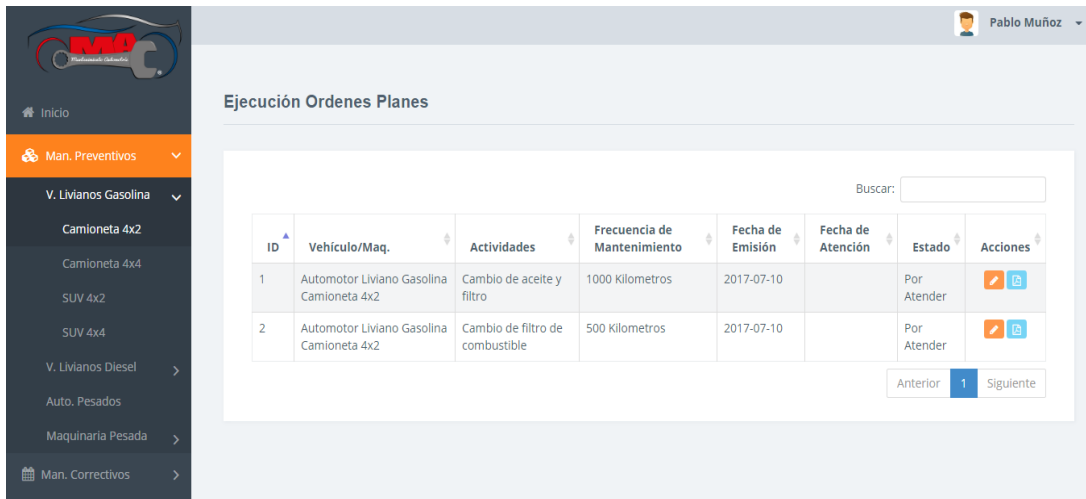 Pablo Muñoz
MA
Mantenimiento Automotriz
Inicio
Man. Preventivos
V. Livianos Gasolina
Camioneta 4x2
Camioneta 4x4
SUV 4x2
SUV 4x4
V. Livianos Diesel
Auto. Pesados
Maquinaria Pesada
Man. Correctivos
Ejecución Ordenes Planes
Buscar:
ID Vehículo/Maq. Actividades Frecuencia de Mantenimiento Fecha de Emisión Fecha de Atención Estado Acciones
1 Automotor Liviano Gasolina Camioneta 4x2 Cambio de aceite y filtro 1000 Kilometros 2017-07-10 Por Atender
2 Automotor Liviano Gasolina Camioneta 4x2 Cambio de filtro de combustible 500 Kilometros 2017-07-10 Por Atender
Anterior 1 Siguiente